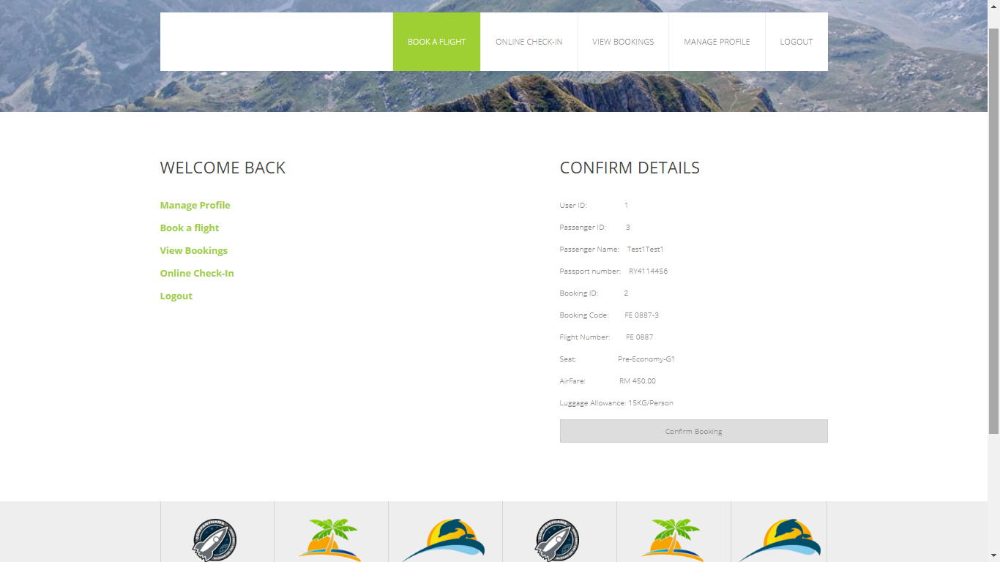 BOOK A FLIGHT
ONLINE CHECK-IN
VIEW BOOKINGS
MANAGE PROFILE
LOGOUT
WELCOME BACK
Manage Profile
Book a flight
View Bookings
Online Check-In
Logout
CONFIRM DETAILS
User ID: 1
Passenger ID: 3
Passenger Name: Test1Test1
Passport number: RY4114456
Booking ID: 2
Booking Code: FE 0887-3
Flight Number: FE 0887
Seat: Pre-Economy-G1
AirFare: RM 450.00
Luggage Allowance: 15KG/Person
Confirm Booking
COMPANYNAME
COMPANYNAME